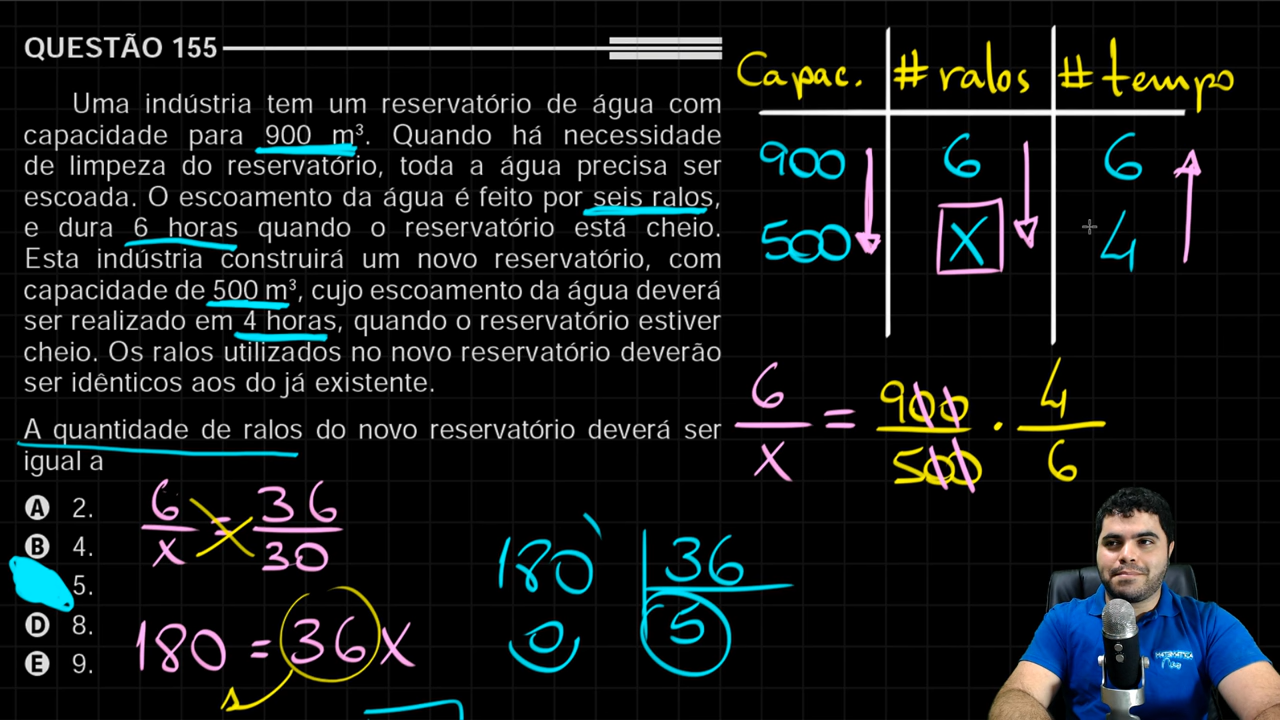 QUESTÃO 155
Uma indústria tem um reservatório de água com
capacidade para 900 m³. Quando há necessidade
de limpeza do reservatório, toda a água precisa ser
escoada. O escoamento da água é feito por seis ralos,
e dura 6 horas quando o reservatório está cheio.
Esta indústria construirá um novo reservatório, com
capacidade de 500 m³, cujo escoamento da água deverá
ser realizado em 4 horas, quando o reservatório estiver
cheio. Os ralos utilizados no novo reservatório deverão
ser idênticos aos do já existente.
A quantidade de ralos do novo reservatório deverá ser
igual a
A 2.
B 4.
5.
D 8.
E 9.
Capac. # ralos # tempo
900 6 6
500 X 4
6/x = 900/500 · 4/6
6/x = 36/30
180 = 36x
180 36
0 5
MATEMÁTICA